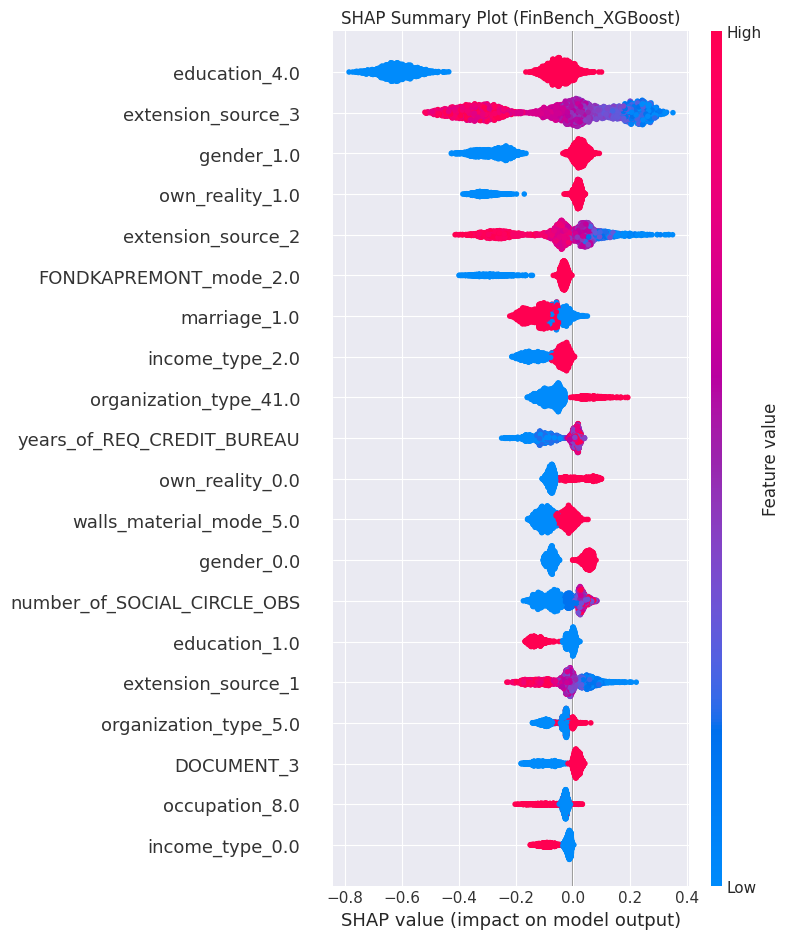 SHAP Summary Plot (FinBench_XGBoost)
High
education_4.0
extension_source_3
gender_1.0
own_reality_1.0
extension_source_2
FONDKAPREMONT_mode_2.0
marriage_1.0
income_type_2.0
organization_type_41.0
years_of_REQ_CREDIT_BUREAU
own_reality_0.0
walls_material_mode_5.0
gender_0.0
number_of_SOCIAL_CIRCLE_OBS
education_1.0
extension_source_1
organization_type_5.0
DOCUMENT_3
occupation_8.0
income_type_0.0
Feature value
Low
−0.8 −0.6 −0.4 −0.2 0.0 0.2 0.4
SHAP value (impact on model output)